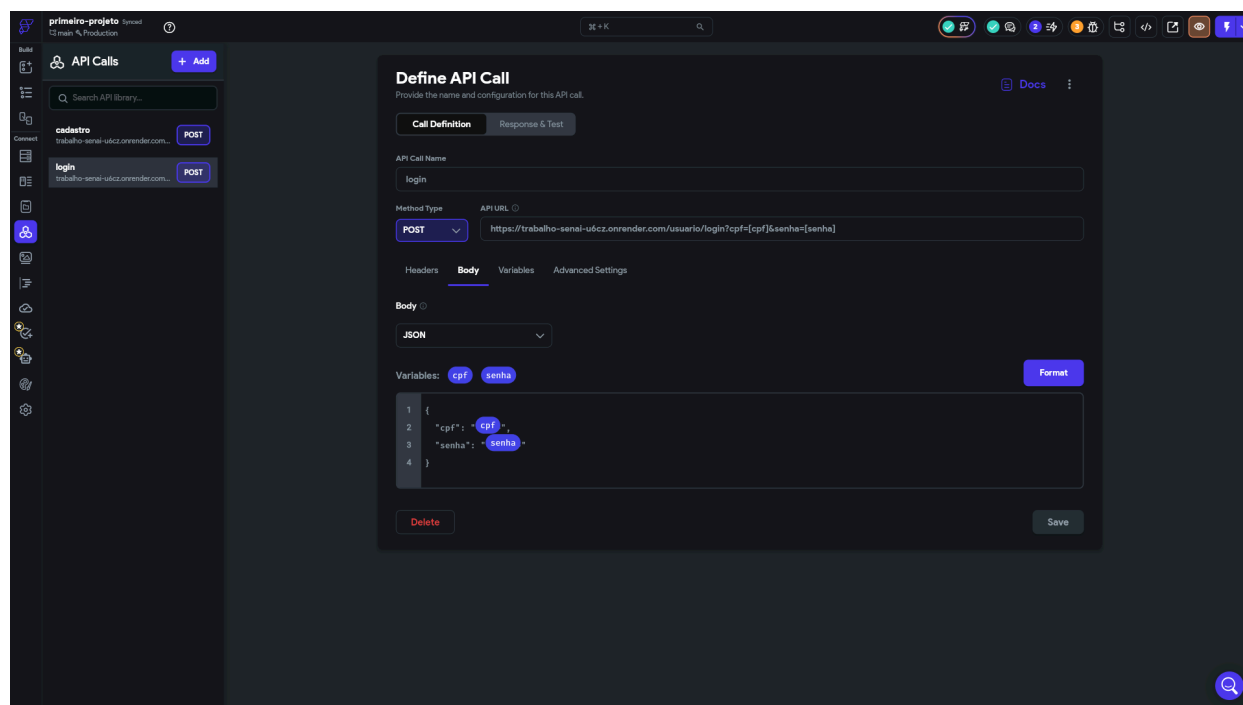 primeiro-projeto Synced
main Production
⌘+K
2
3
Build
API Calls
+ Add
Search API library...
Connect
cadastro
trabalho-senai-u6cz.onrender.com...
POST
login
trabalho-senai-u6cz.onrender.com...
POST
Define API Call
Provide the name and configuration for this API call.
Docs
Call Definition Response & Test
API Call Name
login
Method Type API URL
POST https://trabalho-senai-u6cz.onrender.com/usuario/login?cpf=[cpf]&senha=[senha]
Headers Body Variables Advanced Settings
Body
JSON
Variables: cpf senha
Format
1 {
2 "cpf": "cpf",
3 "senha": "senha"
4 }
Delete
Save